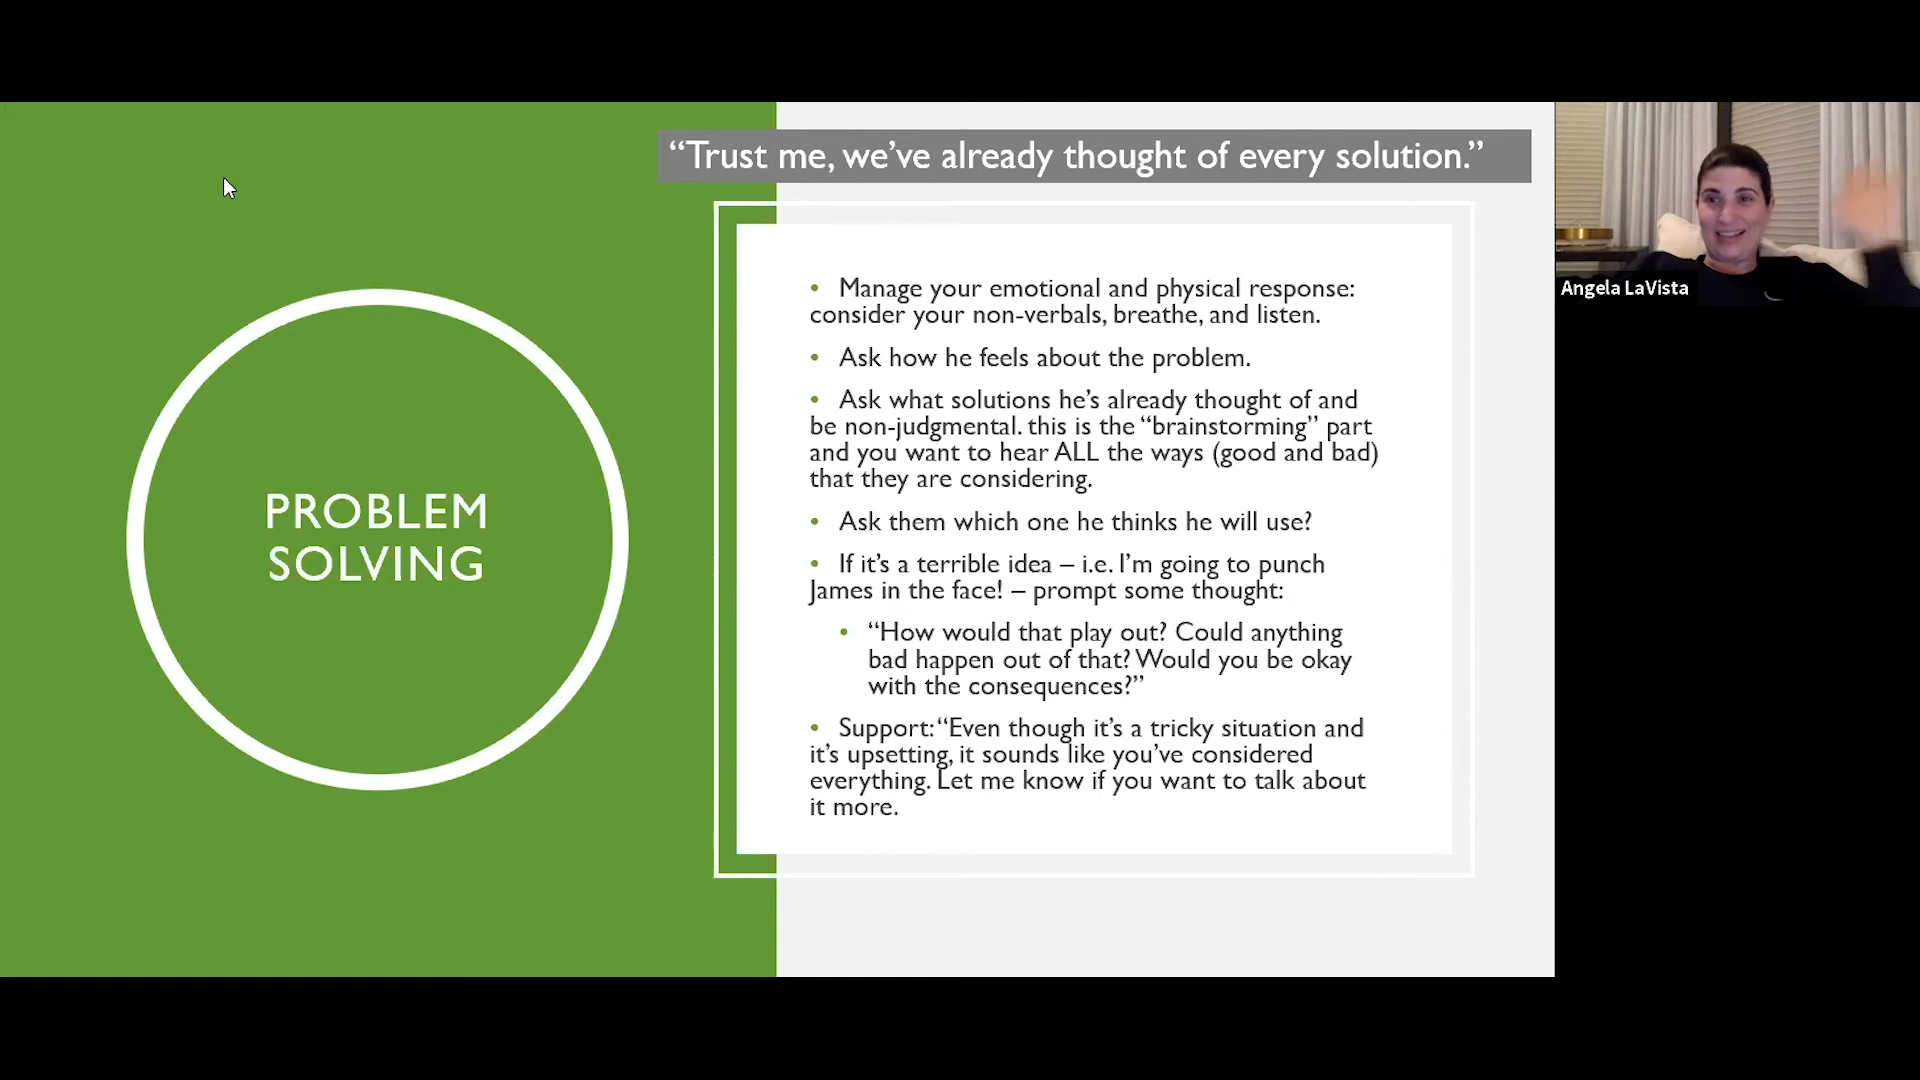 “Trust me, we’ve already thought of every solution.”
PROBLEM
SOLVING
• Manage your emotional and physical response:
consider your non-verbals, breathe, and listen.
• Ask how he feels about the problem.
• Ask what solutions he’s already thought of and
be non-judgmental. this is the “brainstorming” part
and you want to hear ALL the ways (good and bad)
that they are considering.
• Ask them which one he thinks he will use?
• If it’s a terrible idea – i.e. I’m going to punch
James in the face! – prompt some thought:
• “How would that play out? Could anything
bad happen out of that? Would you be okay
with the consequences?”
• Support: “Even though it’s a tricky situation and
it’s upsetting, it sounds like you’ve considered
everything. Let me know if you want to talk about
it more.
Angela LaVista